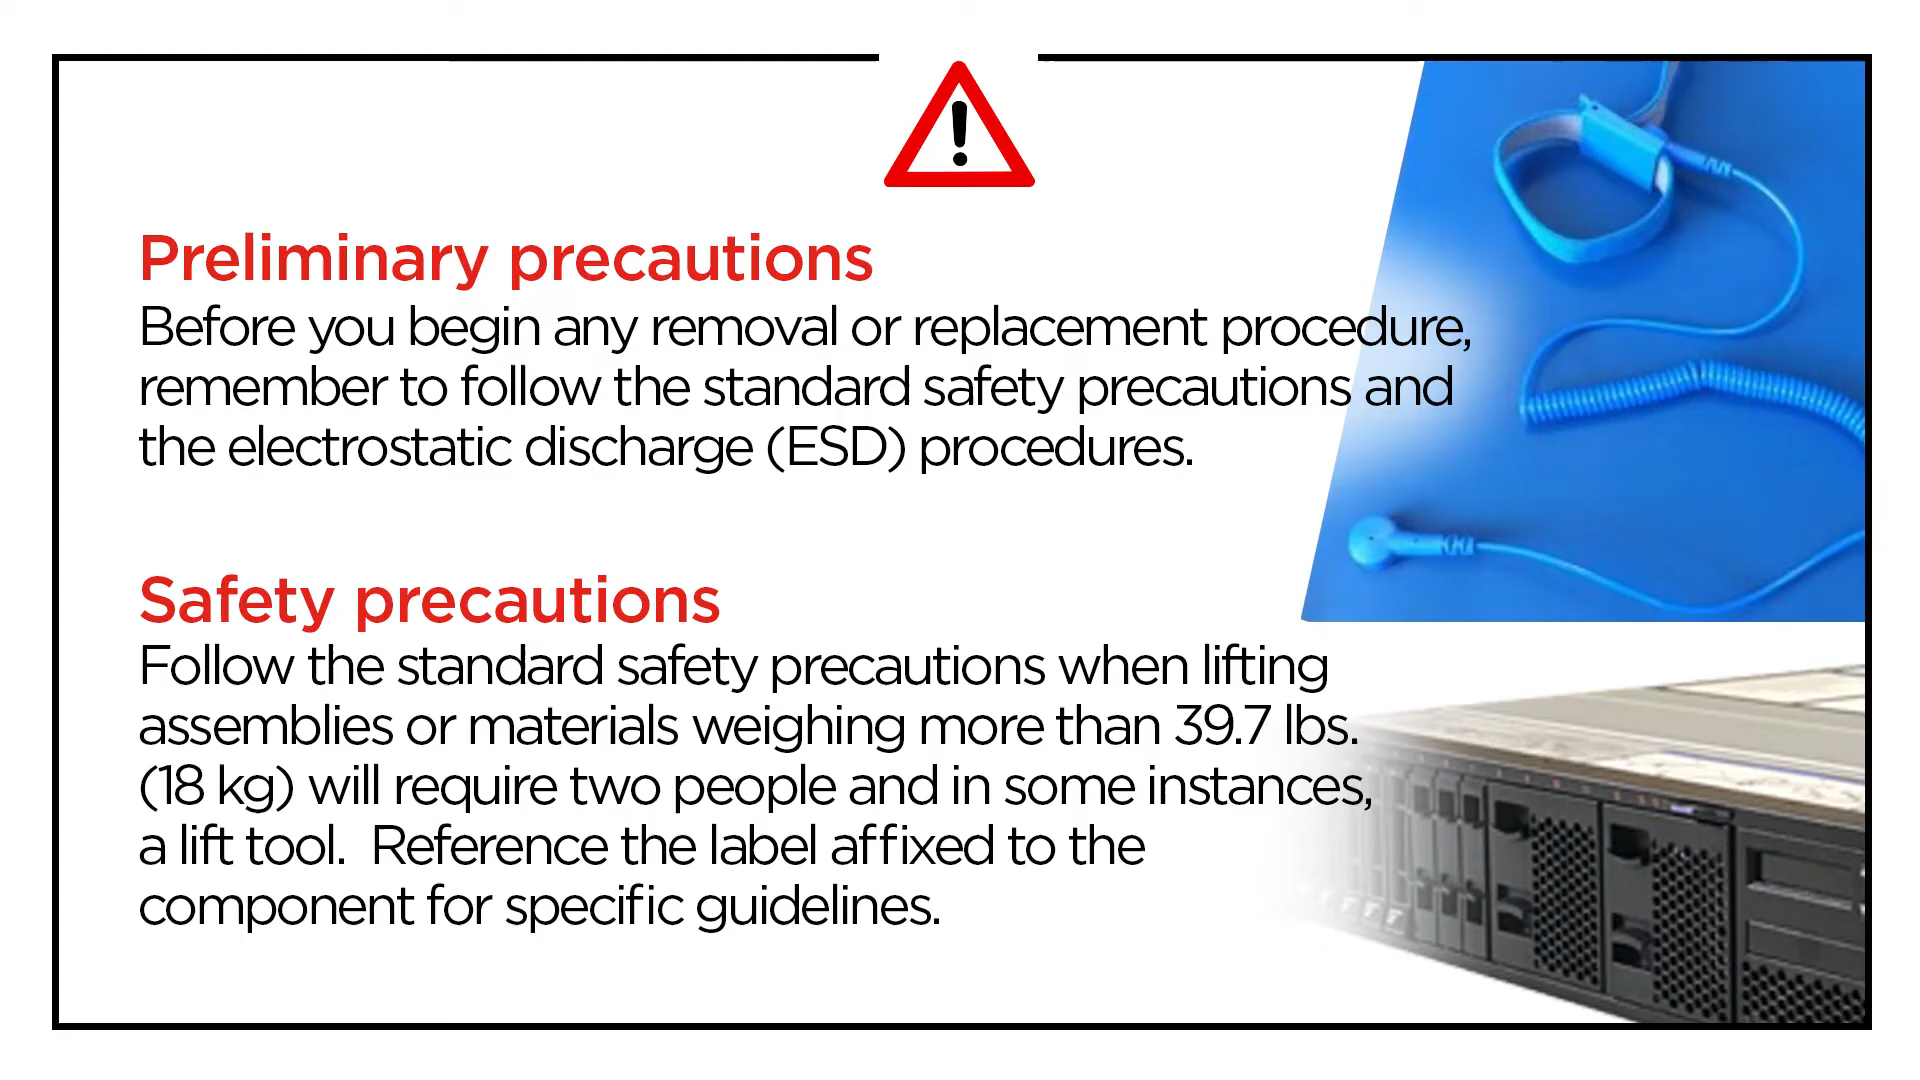 Preliminary precautions
Before you begin any removal or replacement procedure,
remember to follow the standard safety precautions and
the electrostatic discharge (ESD) procedures.
Safety precautions
Follow the standard safety precautions when lifting
assemblies or materials weighing more than 39.7 lbs.
(18 kg) will require two people and in some instances,
a lift tool.  Reference the label affixed to the
component for specific guidelines.